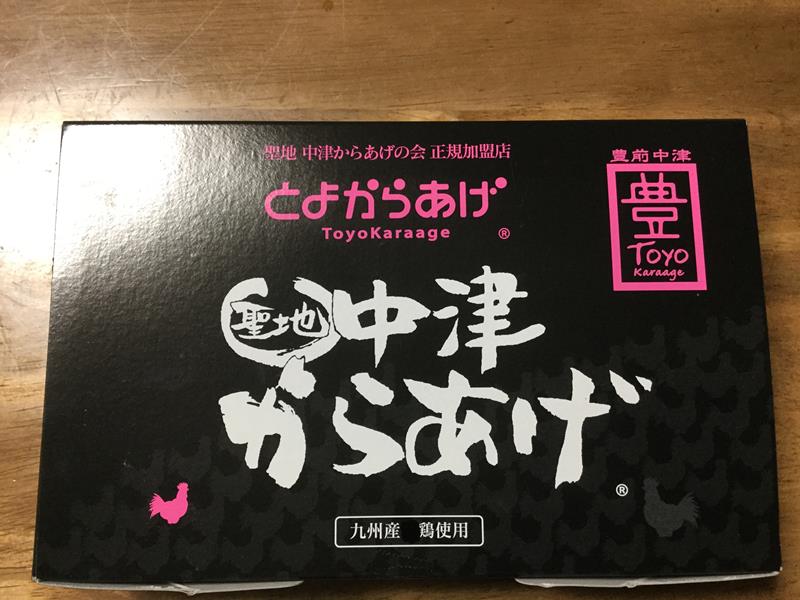 聖地 中津からあげの会 正規加盟店
とよからあげ
ToyoKaraage ®
豊前中津
豊
Toyo
Karaage
聖地
中津
からあげ
®
九州産 鶏使用